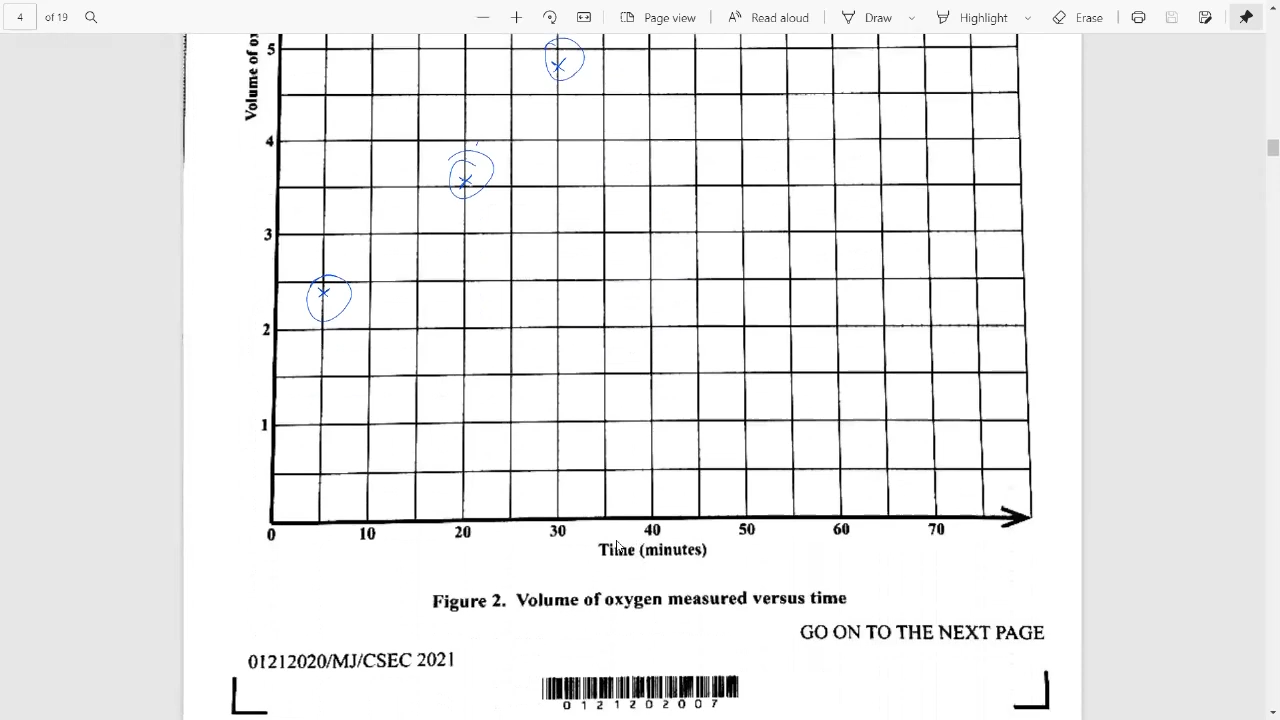 4 of 19 Page view Read aloud Draw Highlight Erase
Volume of ox
5
4
3
2
1
0 10 20 30 40 50 60 70
Time (minutes)
Figure 2. Volume of oxygen measured versus time
GO ON TO THE NEXT PAGE
01212020/MJ/CSEC 2021
0 1 2 1 2 0 2 0 0 7